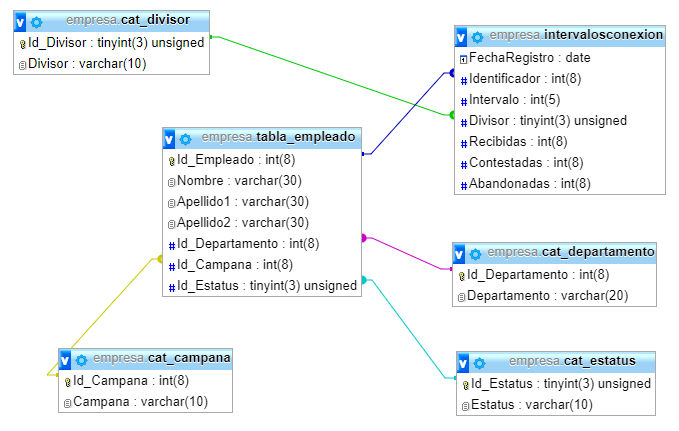 empresa.cat_divisor
Id_Divisor : tinyint(3) unsigned
Divisor : varchar(10)
empresa.intervalosconexion
FechaRegistro : date
Identificador : int(8)
Intervalo : int(5)
Divisor : tinyint(3) unsigned
Recibidas : int(8)
Contestadas : int(8)
Abandonadas : int(8)
empresa.tabla_empleado
Id_Empleado : int(8)
Nombre : varchar(30)
Apellido1 : varchar(30)
Apellido2 : varchar(30)
Id_Departamento : int(8)
Id_Campana : int(8)
Id_Estatus : tinyint(3) unsigned
empresa.cat_departamento
Id_Departamento : int(8)
Departamento : varchar(20)
empresa.cat_campana
Id_Campana : int(8)
Campana : varchar(10)
empresa.cat_estatus
Id_Estatus : tinyint(3) unsigned
Estatus : varchar(10)